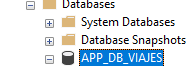 Databases
System Databases
Database Snapshots
APP_DB_VIAJES